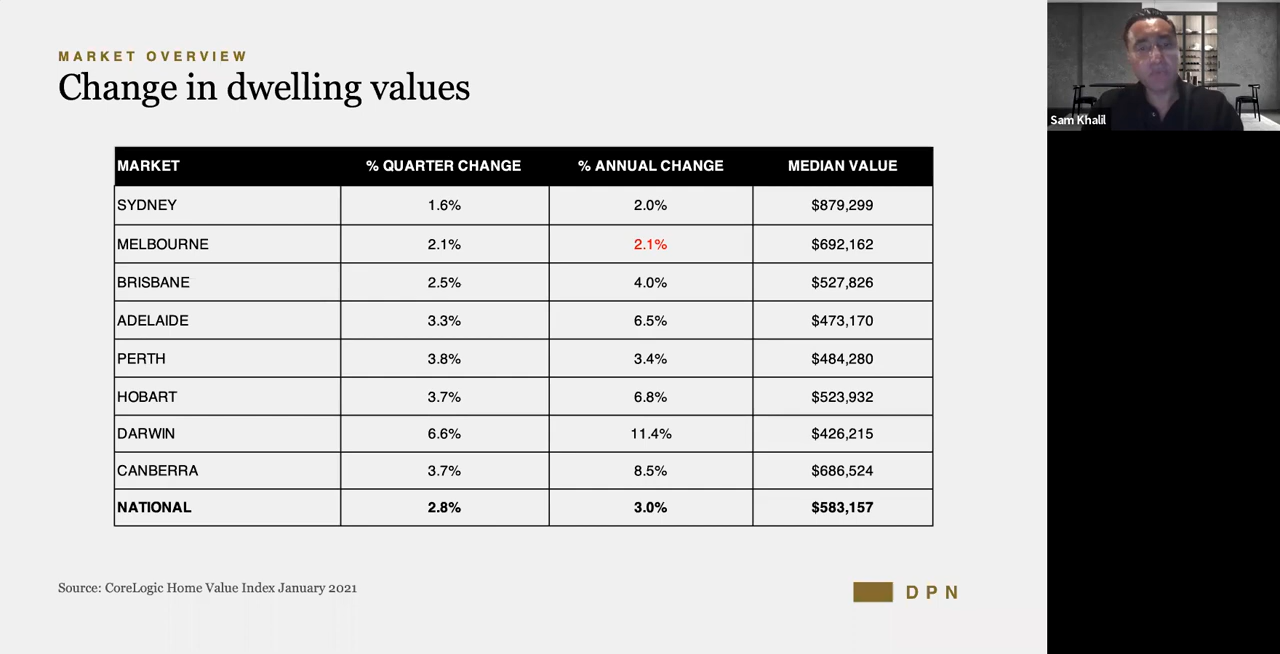 MARKET OVERVIEW
Change in dwelling values
MARKET % QUARTER CHANGE % ANNUAL CHANGE MEDIAN VALUE
SYDNEY 1.6% 2.0% $879,299
MELBOURNE 2.1% 2.1% $692,162
BRISBANE 2.5% 4.0% $527,826
ADELAIDE 3.3% 6.5% $473,170
PERTH 3.8% 3.4% $484,280
HOBART 3.7% 6.8% $523,932
DARWIN 6.6% 11.4% $426,215
CANBERRA 3.7% 8.5% $686,524
NATIONAL 2.8% 3.0% $583,157
Source: CoreLogic Home Value Index January 2021
DPN
Sam Khalil